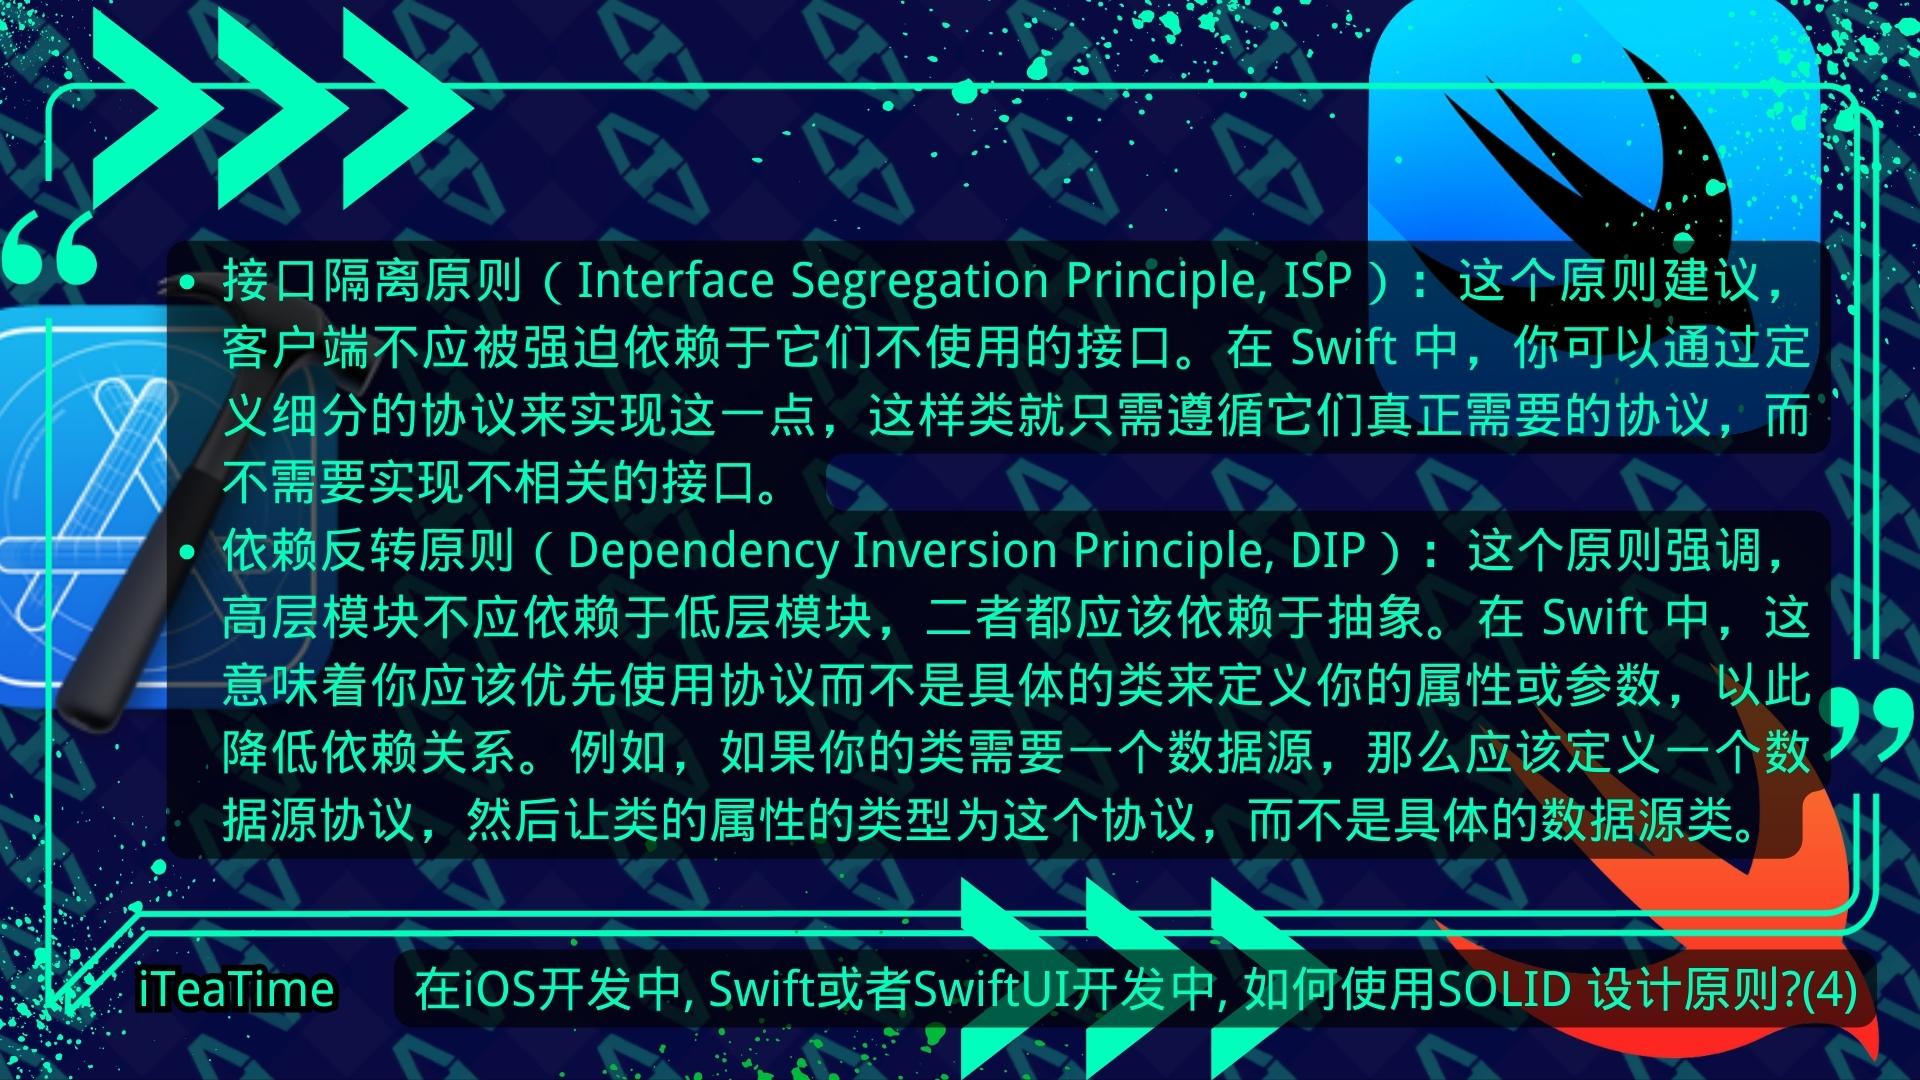 • 接口隔离原则（Interface Segregation Principle, ISP）：这个原则建议，
客户端不应被强迫依赖于它们不使用的接口。在 Swift 中，你可以通过定
义细分的协议来实现这一点，这样类就只需遵循它们真正需要的协议，而
不需要实现不相关的接口。
• 依赖反转原则（Dependency Inversion Principle, DIP）：这个原则强调，
高层模块不应依赖于低层模块，二者都应该依赖于抽象。在 Swift 中，这
意味着你应该优先使用协议而不是具体的类来定义你的属性或参数，以此
降低依赖关系。例如，如果你的类需要一个数据源，那么应该定义一个数
据源协议，然后让类的属性的类型为这个协议，而不是具体的数据源类。
iTeaTime
在iOS开发中, Swift或者SwiftUI开发中, 如何使用SOLID 设计原则?(4)